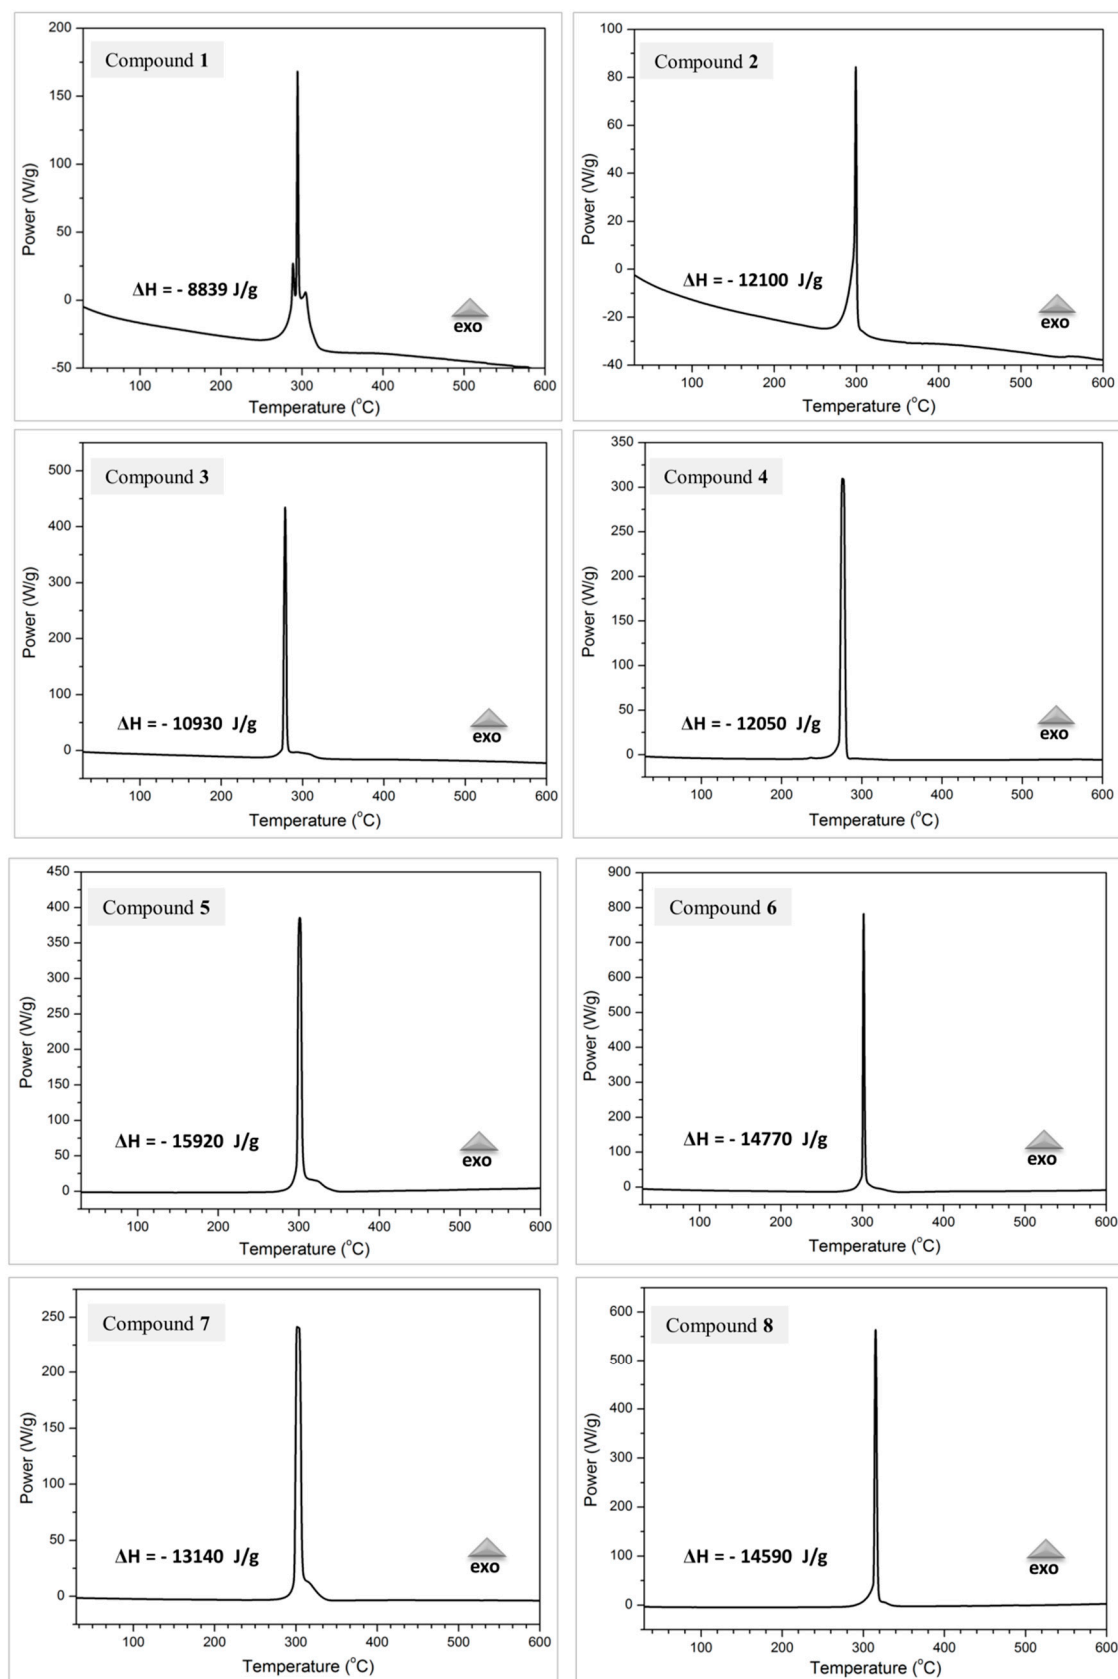 Compound 1
Power (W/g)
200
150
100
50
0
-50
ΔH = - 8839 J/g
exo
100 200 300 400 500 600
Temperature (°C)
Compound 2
Power (W/g)
100
80
60
40
20
0
-20
-40
ΔH = - 12100 J/g
exo
100 200 300 400 500 600
Temperature (°C)
Compound 3
Power (W/g)
500
450
400
300
200
100
0
ΔH = - 10930 J/g
exo
100 200 300 400 500 600
Temperature (°C)
Compound 4
Power (W/g)
350
300
200
150
100
50
0
ΔH = - 12050 J/g
exo
100 200 300 400 500 600
Temperature (°C)
Compound 5
Power (W/g)
450
400
350
300
250
200
150
100
50
0
ΔH = - 15920 J/g
exo
100 200 300 400 500 600
Temperature (°C)
Compound 6
Power (W/g)
900
800
700
600
500
400
300
200
100
0
ΔH = - 14770 J/g
exo
100 200 300 400 500 600
Temperature (°C)
Compound 7
Power (W/g)
250
200
150
100
50
0
ΔH = - 13140 J/g
exo
100 200 300 400 500 600
Temperature (°C)
Compound 8
Power (W/g)
600
500
400
300
200
100
0
ΔH = - 14590 J/g
exo
100 200 300 400 500 600
Temperature (°C)